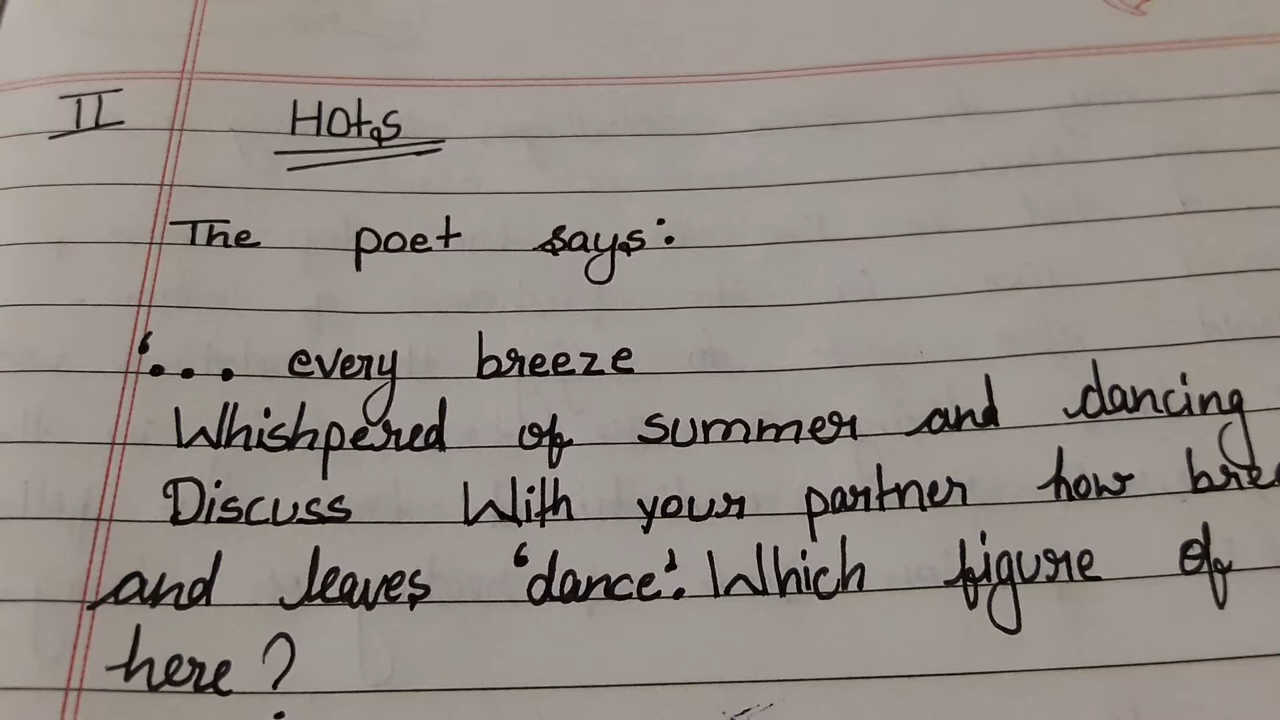 II HOtS
The poet says:
'... every breeze
Whishpered of summer and dancing
Discuss With your partner how bre
and leaves 'dance'. Which figure of
here?